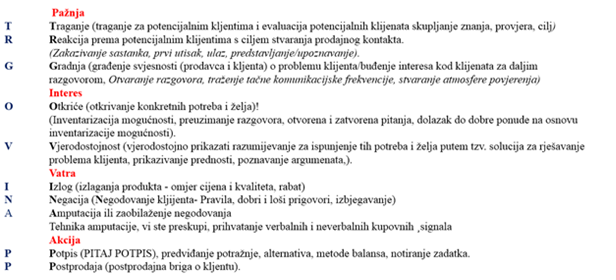 Pažnja
T Traganje (traganje za potencijalnim kljentima i evaluacija potencijalnih klijenata skupljanje znanja, provjera, cilj)
R Reakcija prema potencijalnim klijentima s ciljem stvaranja prodajnog kontakta.
(Zakazivanje sastanka, prvi utisak, ulaz, predstavljanje/upoznavanje).
G Gradnja (građenje svjesnosti (prodavca i kljenta) o problemu klijenta/buđenje interesa kod klijenata za daljim
razgovorom, Otvaranje razgovora, traženje tačne komunikacijske frekvencije, stvaranje atmosfere povjerenja)
Interes
O Otkriće (otkrivanje konkretnih potreba i želja)!
(Inventarizacija mogućnosti, preuzimanje razgovora, otvorena i zatvorena pitanja, dolazak do dobre ponude na osnovu
inventarizacije mogućnosti).
V Vjerodostojnost (vjerodostojno prikazati razumijevanje za ispunjenje tih potreba i želja putem tzv. solucija za rješavanje
problema klijenta, prikazivanje prednosti, poznavanje argumenata,).
Vatra
I Izlog (izlaganja produkta - omjer cijena i kvaliteta, rabat)
N Negacija (Negodovanje klijijenta- Pravila, dobri i loši prigovori, izbjegavanje)
A Amputacija ili zaobilaženje negodovanja
Tehnika amputacije, vi ste preskupi, prihvatanje verbalnih i neverbalnih kupovnih ¸signala
Akcija
P Potpis (PITAJ POTPIS), predviđanje potražnje, alternativa, metode balansa, notiranje zadatka.
P Postprodaja (postprodajna briga o kljentu).